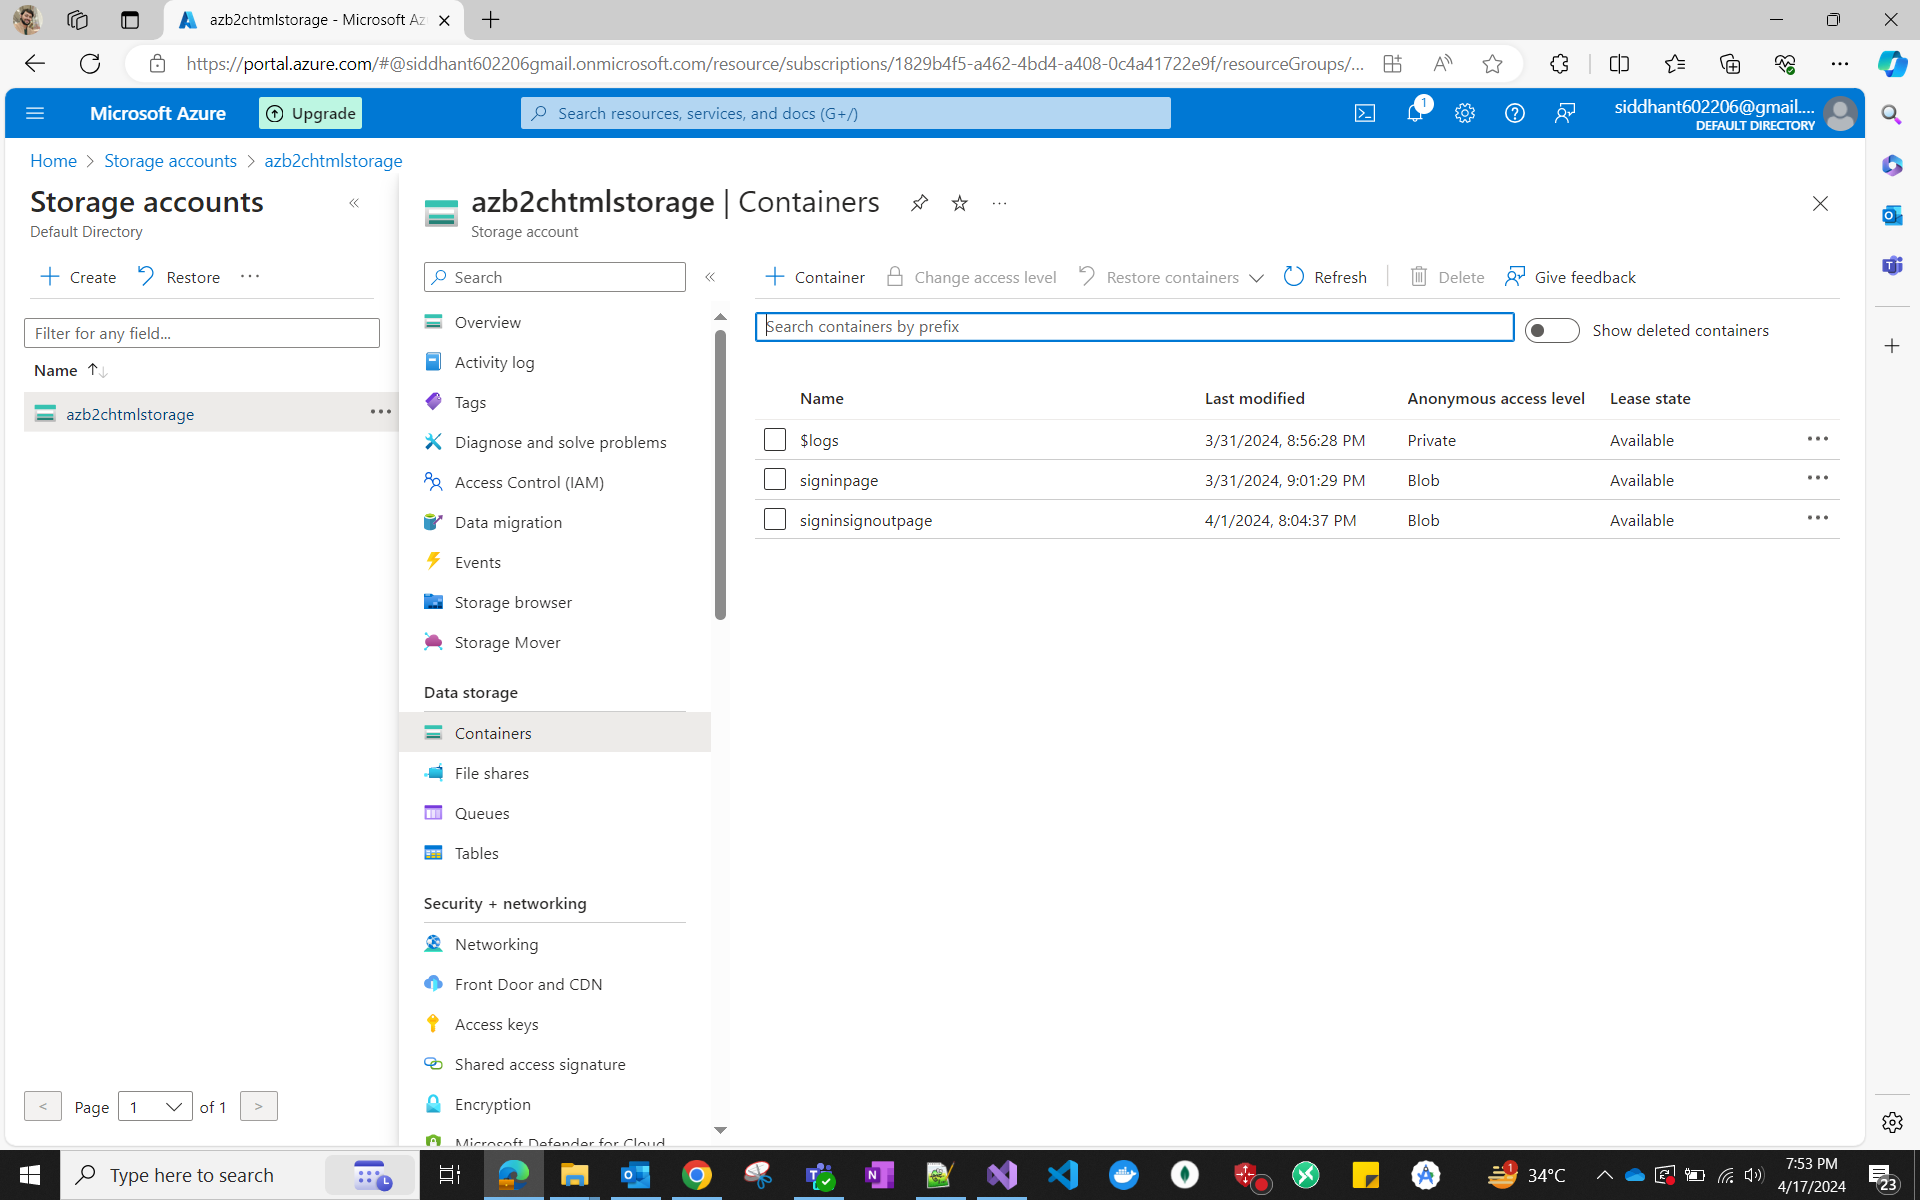 azb2chtmlstorage - Microsoft Az
https://portal.azure.com/#@siddhant602206gmail.onmicrosoft.com/resource/subscriptions/1829b4f5-a462-4bd4-a408-0c4a41722e9f/resourceGroups/...
Microsoft Azure
Upgrade
Search resources, services, and docs (G+/)
1
siddhant602206@gmail....
DEFAULT DIRECTORY
Home > Storage accounts > azb2chtmlstorage
Storage accounts
Default Directory
Create
Restore
Filter for any field...
Name
azb2chtmlstorage
< Page 1 of 1 >
azb2chtmlstorage | Containers
Storage account
Search
Overview
Activity log
Tags
Diagnose and solve problems
Access Control (IAM)
Data migration
Events
Storage browser
Storage Mover
Data storage
Containers
File shares
Queues
Tables
Security + networking
Networking
Front Door and CDN
Access keys
Shared access signature
Encryption
Microsoft Defender for Cloud
Container
Change access level
Restore containers
Refresh
Delete
Give feedback
Search containers by prefix
Show deleted containers
Name Last modified Anonymous access level Lease state
$logs 3/31/2024, 8:56:28 PM Private Available
signinpage 3/31/2024, 9:01:29 PM Blob Available
signinsignoutpage 4/1/2024, 8:04:37 PM Blob Available
Type here to search
1
34°C
7:53 PM
4/17/2024
23